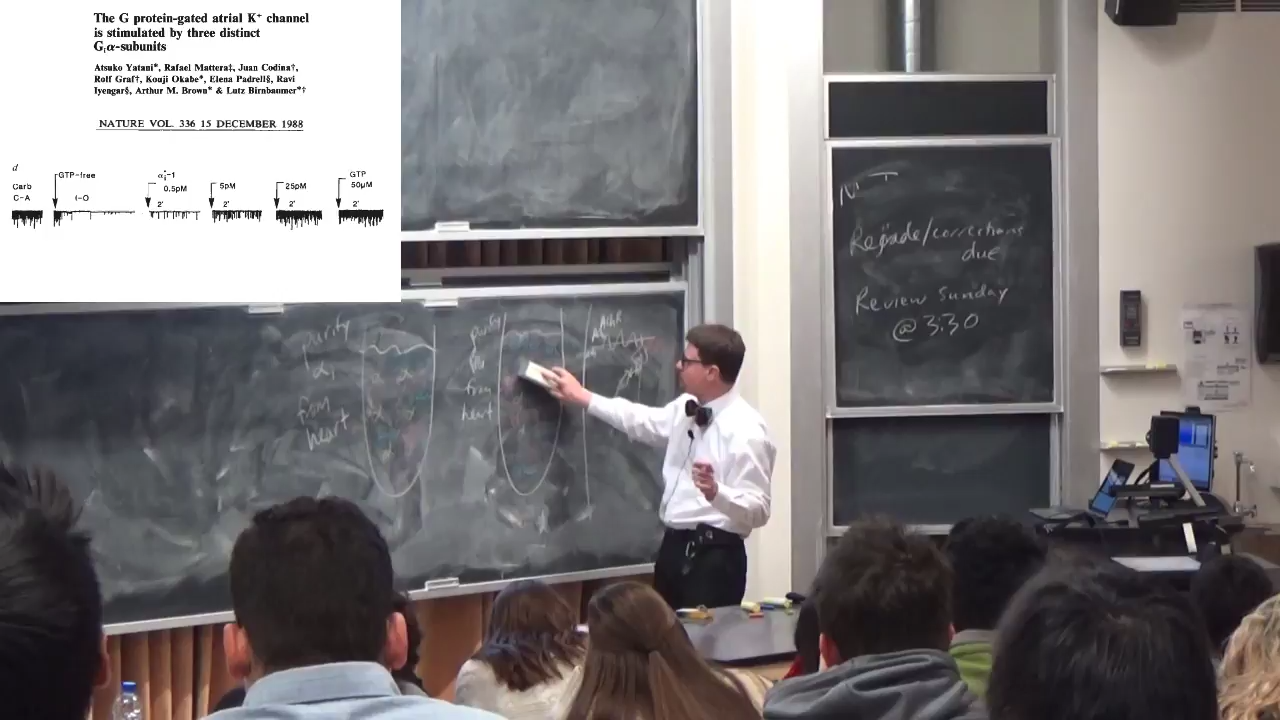 The G protein-gated atrial K⁺ channel
is stimulated by three distinct
Gᵢα-subunits
Atsuko Yatani*, Rafael Mattera‡, Juan Codina†,
Rolf Graf†, Kouji Okabe*, Elena Padrell§, Ravi
Iyengar§, Arthur M. Brown* & Lutz Birnbaumer*†
NATURE VOL. 336 15 DECEMBER 1988
d
Carb
C-A
GTP-free
I-O
0.5pM
2'
5pM
2'
25pM
2'
GTP
50μM
2'
purify
α
from
heart
purify
from
heart
AchR
Regrade/corrections
due
Review Sunday
@ 3:30